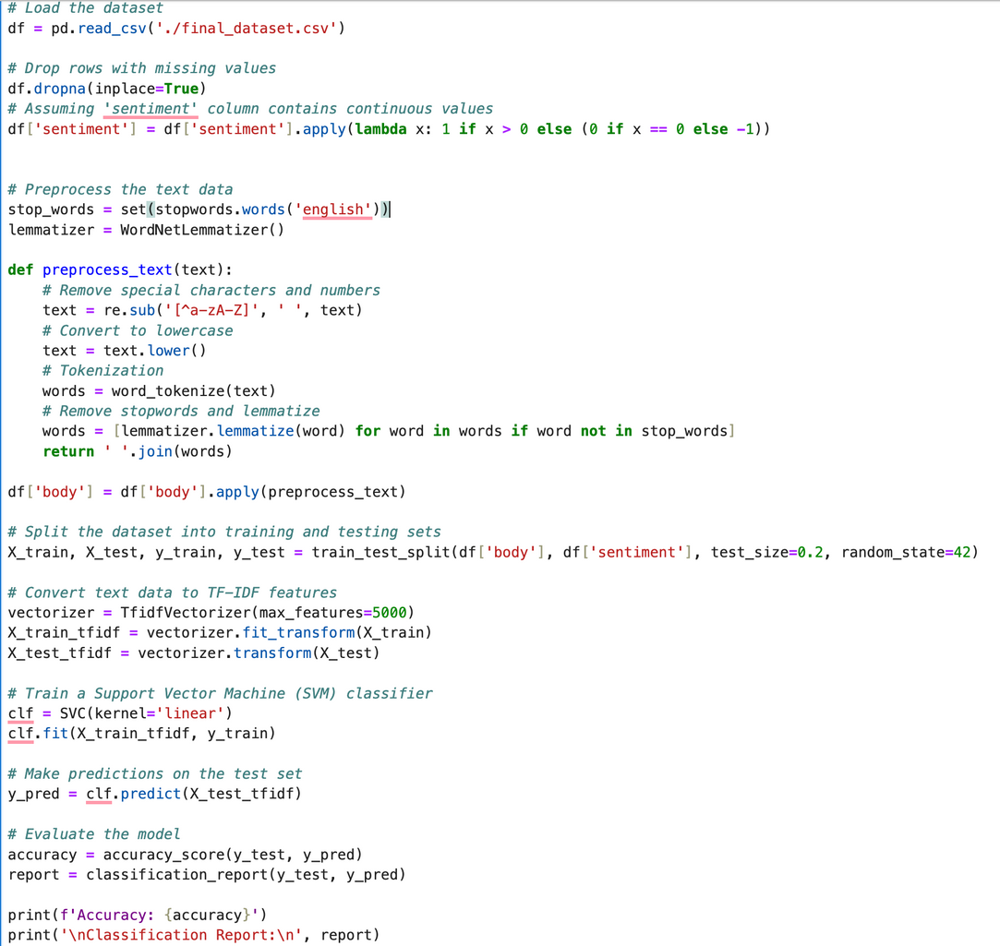 # Load the dataset
df = pd.read_csv('./final_dataset.csv')
# Drop rows with missing values
df.dropna(inplace=True)
# Assuming 'sentiment' column contains continuous values
df['sentiment'] = df['sentiment'].apply(lambda x: 1 if x > 0 else (0 if x == 0 else -1))
# Preprocess the text data
stop_words = set(stopwords.words('english'))
lemmatizer = WordNetLemmatizer()
def preprocess_text(text):
    # Remove special characters and numbers
    text = re.sub('[^a-zA-Z]', ' ', text)
    # Convert to lowercase
    text = text.lower()
    # Tokenization
    words = word_tokenize(text)
    # Remove stopwords and lemmatize
    words = [lemmatizer.lemmatize(word) for word in words if word not in stop_words]
    return ' '.join(words)
df['body'] = df['body'].apply(preprocess_text)
# Split the dataset into training and testing sets
X_train, X_test, y_train, y_test = train_test_split(df['body'], df['sentiment'], test_size=0.2, random_state=42)
# Convert text data to TF-IDF features
vectorizer = TfidfVectorizer(max_features=5000)
X_train_tfidf = vectorizer.fit_transform(X_train)
X_test_tfidf = vectorizer.transform(X_test)
# Train a Support Vector Machine (SVM) classifier
clf = SVC(kernel='linear')
clf.fit(X_train_tfidf, y_train)
# Make predictions on the test set
y_pred = clf.predict(X_test_tfidf)
# Evaluate the model
accuracy = accuracy_score(y_test, y_pred)
report = classification_report(y_test, y_pred)
print(f'Accuracy: {accuracy}')
print('\nClassification Report:\n', report)